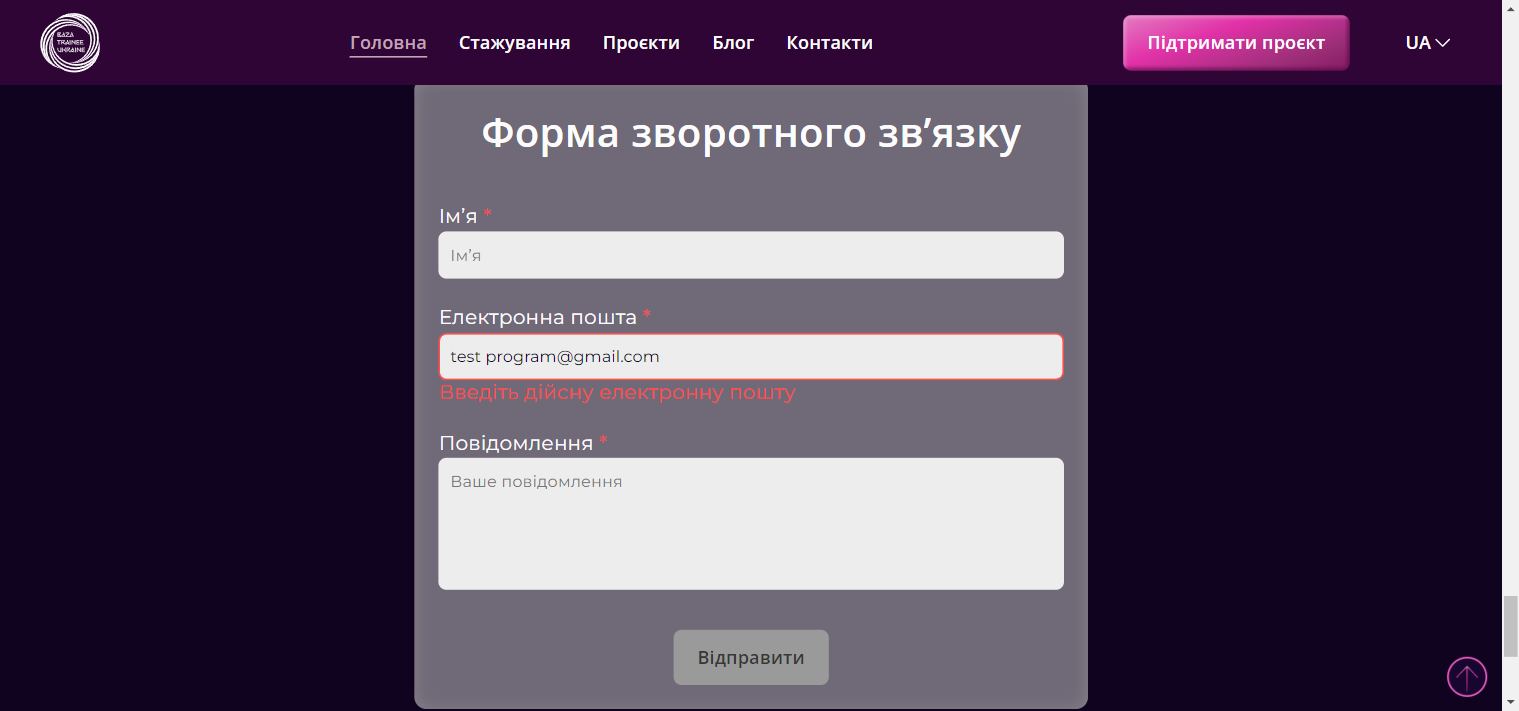 BAZA
TRAINEE
UKRAINE
Головна Стажування Проєкти Блог Контакти Підтримати проєкт UA
Форма зворотного зв’язку
Ім’я *
Ім’я
Електронна пошта *
test program@gmail.com
Введіть дійсну електронну пошту
Повідомлення *
Ваше повідомлення
Відправити